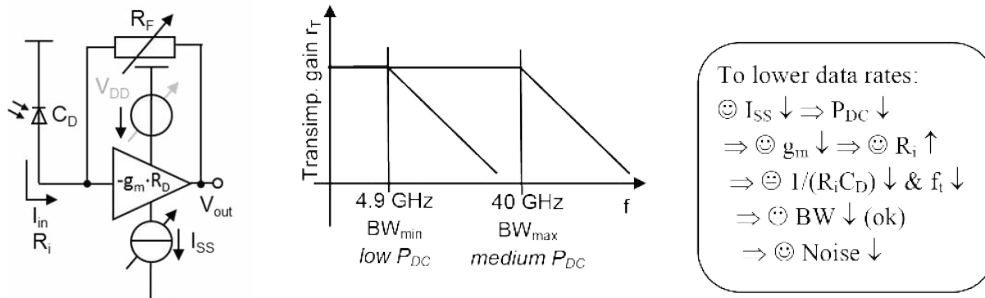 R_F
V_DD
C_D
-g_m·R_D
V_out
I_in
R_i
I_SS
Transimp. gain r_T
4.9 GHz
BW_min
low P_DC
40 GHz
BW_max
medium P_DC
f
To lower data rates:
☺ I_SS ↓ ⇒ P_DC ↓
⇒ ☺ g_m ↓ ⇒ ☺ R_i ↑
⇒ 😐 1/(R_iC_D) ↓ & f_t ↓
⇒ 😶 BW ↓ (ok)
⇒ ☺ Noise ↓